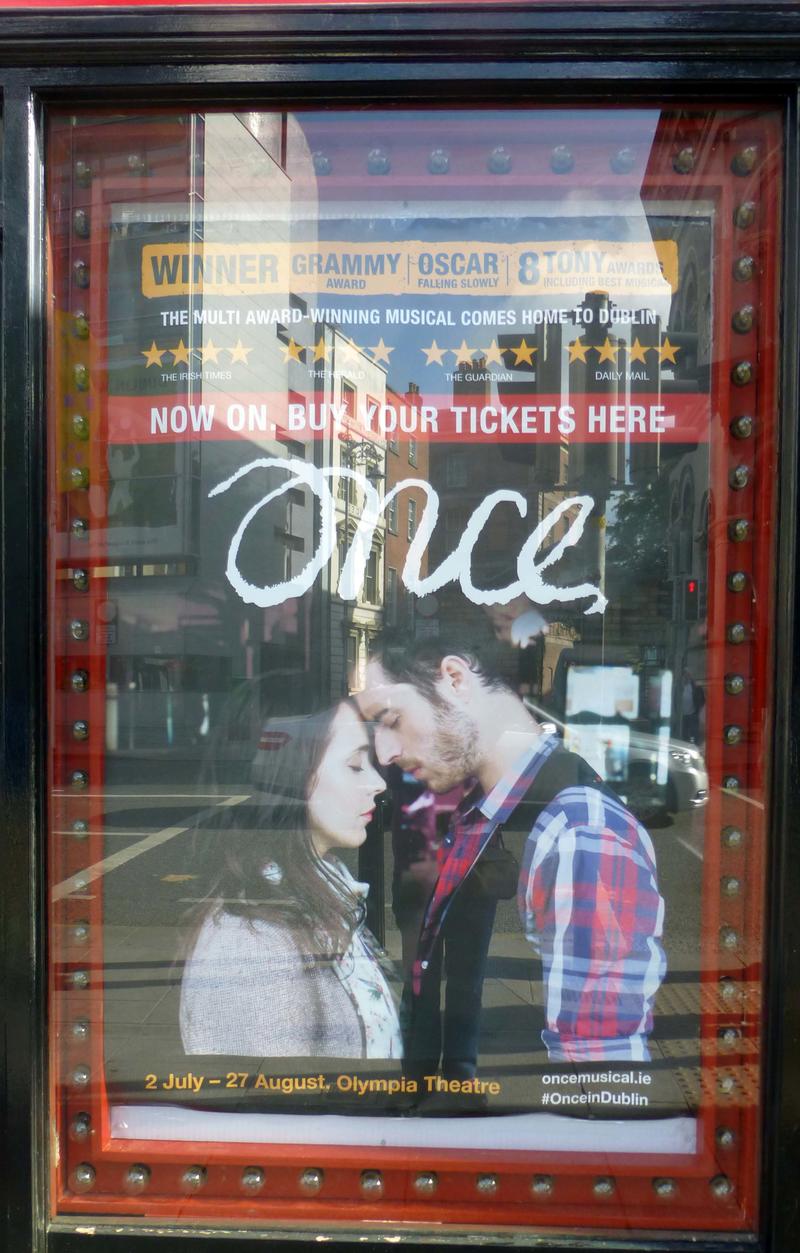 WINNER GRAMMY AWARD OSCAR FALLING SLOWLY 8 TONY AWARDS INCLUDING BEST MUSICAL
THE MULTI AWARD-WINNING MUSICAL COMES HOME TO DUBLIN
THE IRISH TIMES THE HERALD THE GUARDIAN DAILY MAIL
NOW ON. BUY YOUR TICKETS HERE
once
2 July – 27 August. Olympia Theatre
oncemusical.ie
#OnceinDublin